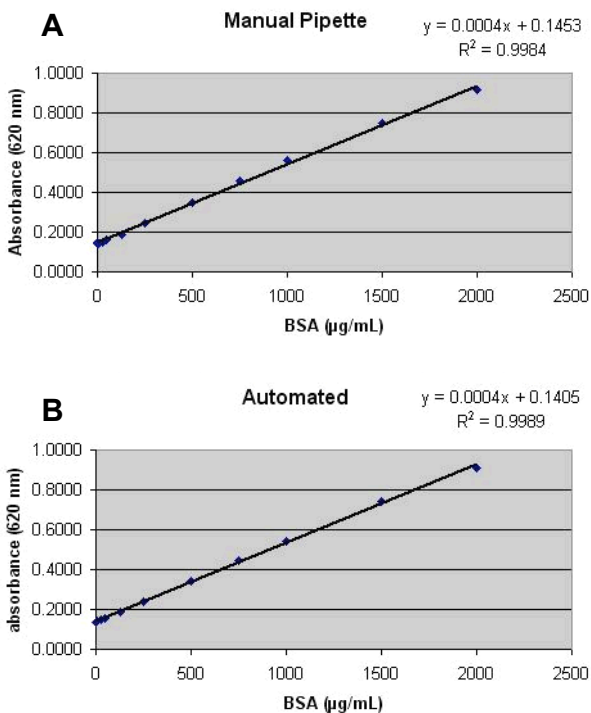 A
Manual Pipette
y = 0.0004x + 0.1453
R² = 0.9984
Absorbance (620 nm)
1.0000
0.8000
0.6000
0.4000
0.2000
0.0000
0 500 1000 1500 2000 2500
BSA (µg/mL)
B
Automated
y = 0.0004x + 0.1405
R² = 0.9989
absorbance (620 nm)
1.0000
0.8000
0.6000
0.4000
0.2000
0.0000
0 500 1000 1500 2000 2500
BSA (µg/mL)